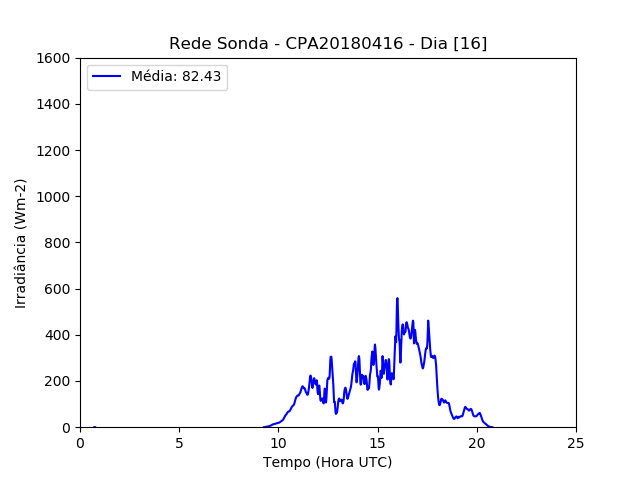 Rede Sonda - CPA20180416 - Dia [16]
Média: 82.43
1600
1400
1200
1000
800
600
400
200
0
Irradiância (Wm-2)
0 5 10 15 20 25
Tempo (Hora UTC)